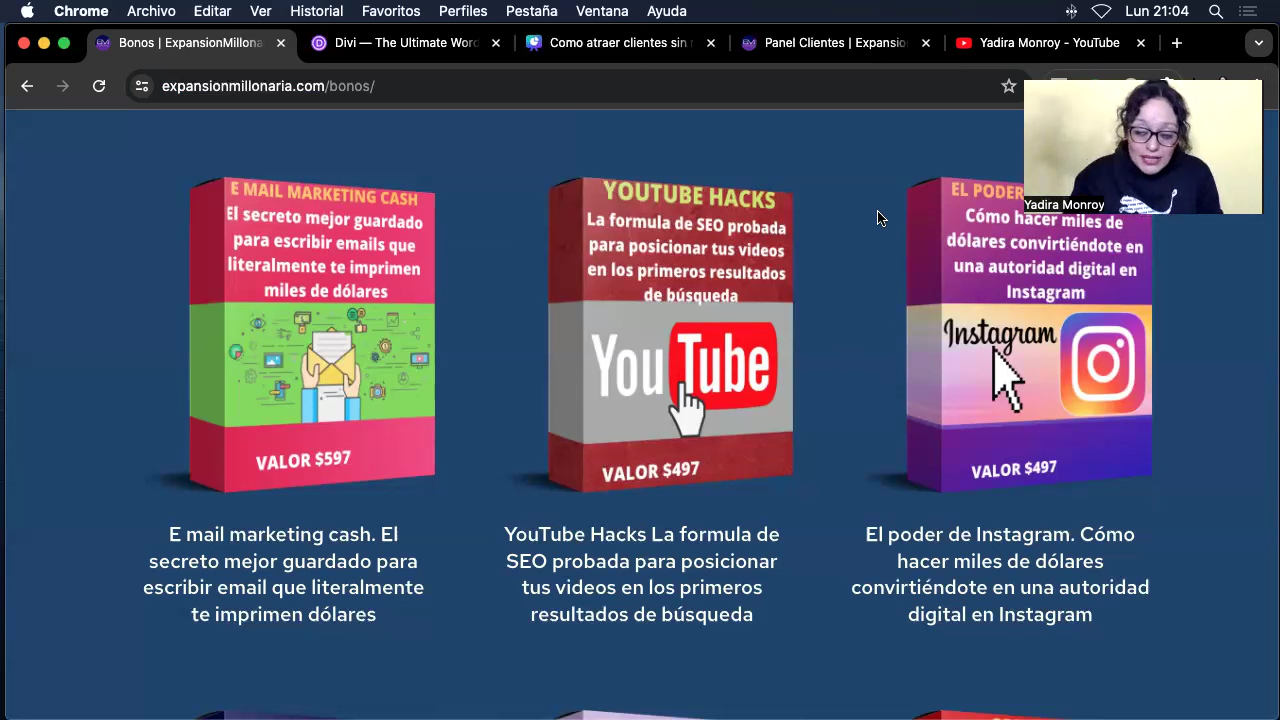 Chrome Archivo Editar Ver Historial Favoritos Perfiles Pestaña Ventana Ayuda Lun 21:04
Bonos | ExpansionMillona
Divi — The Ultimate Word
Como atraer clientes sin
Panel Clientes | Expansio
Yadira Monroy - YouTube
expansionmillonaria.com/bonos/
Yadira Monroy
E MAIL MARKETING CASH
El secreto mejor guardado
para escribir emails que
literalmente te imprimen
miles de dólares
VALOR $597
YOUTUBE HACKS
La formula de SEO probada
para posicionar tus videos
en los primeros resultados
de búsqueda
YouTube
VALOR $497
EL PODER
Cómo hacer miles de
dólares convirtiéndote en
una autoridad digital en
Instagram
Instagram
VALOR $497
E mail marketing cash. El
secreto mejor guardado para
escribir email que literalmente
te imprimen dólares
YouTube Hacks La formula de
SEO probada para posicionar
tus videos en los primeros
resultados de búsqueda
El poder de Instagram. Cómo
hacer miles de dólares
convirtiéndote en una autoridad
digital en Instagram